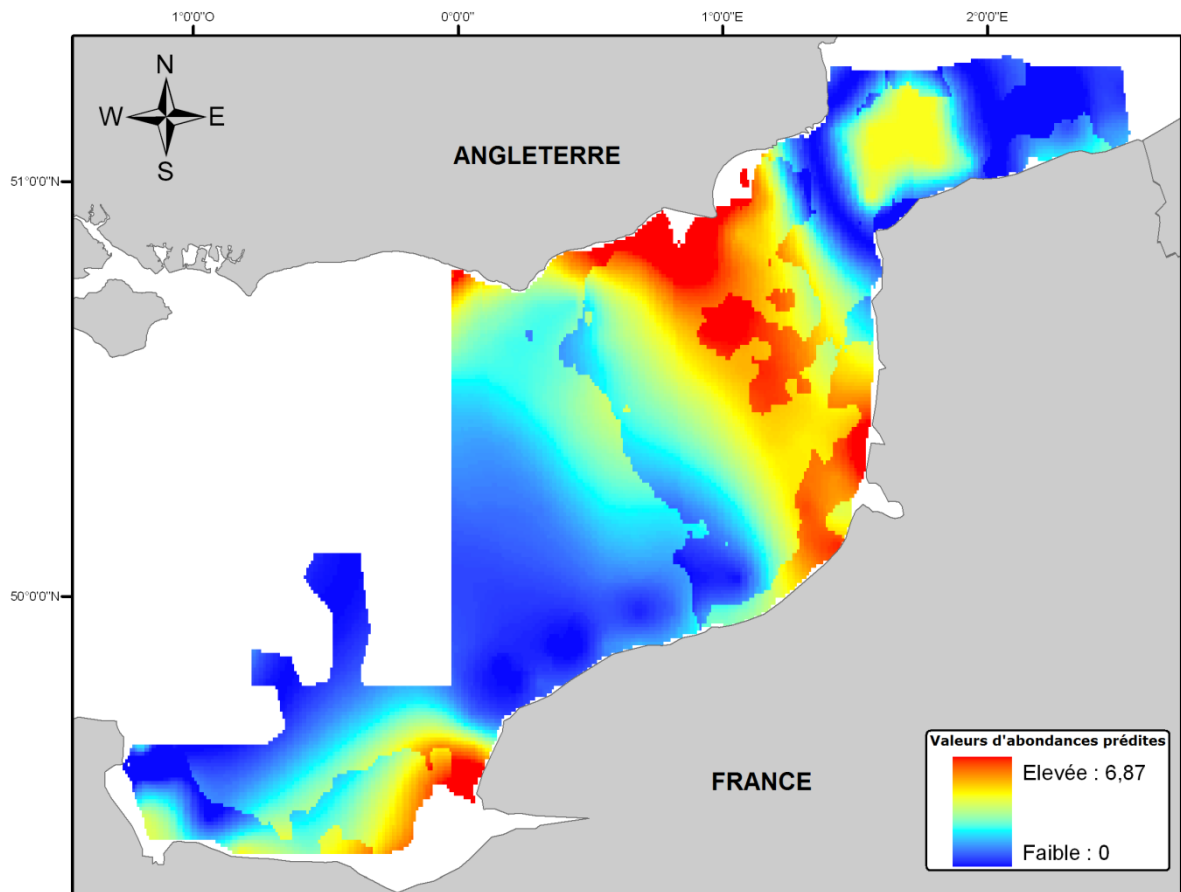 1°0'0"O 0°0'0" 1°0'0"E 2°0'0"E
N
W E
S
ANGLETERRE
51°0'0"N
50°0'0"N
FRANCE
Valeurs d'abondances prédites
Elevée : 6,87
Faible : 0